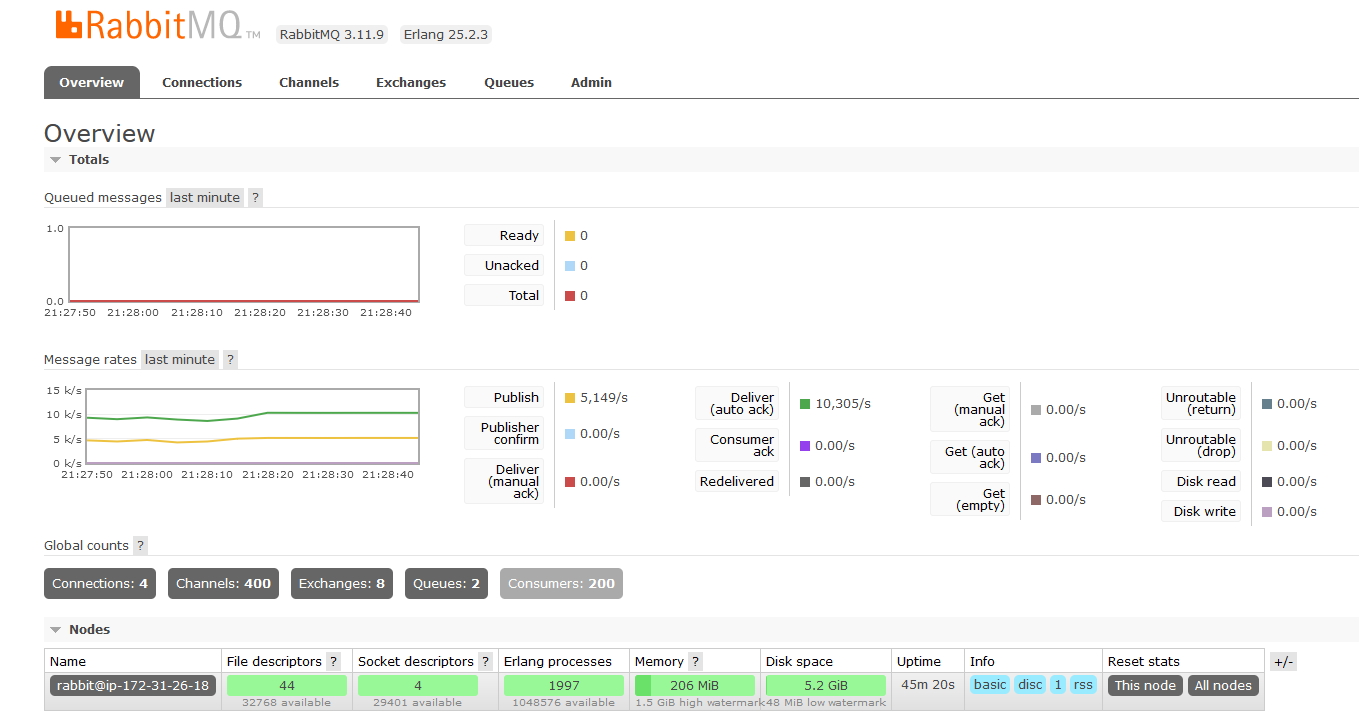 RabbitMQ TM RabbitMQ 3.11.9 Erlang 25.2.3
Overview Connections Channels Exchanges Queues Admin
Overview
Totals
Queued messages last minute ?
1.0
0.0
21:27:50 21:28:00 21:28:10 21:28:20 21:28:30 21:28:40
Ready 0
Unacked 0
Total 0
Message rates last minute ?
15 k/s
10 k/s
5 k/s
0 k/s
21:27:50 21:28:00 21:28:10 21:28:20 21:28:30 21:28:40
Publish 5,149/s
Publisher
confirm 0.00/s
Deliver
(manual
ack) 0.00/s
Deliver
(auto ack) 10,305/s
Consumer
ack 0.00/s
Redelivered 0.00/s
Get
(manual
ack) 0.00/s
Get (auto
ack) 0.00/s
Get
(empty) 0.00/s
Unroutable
(return) 0.00/s
Unroutable
(drop) 0.00/s
Disk read 0.00/s
Disk write 0.00/s
Global counts ?
Connections: 4 Channels: 400 Exchanges: 8 Queues: 2 Consumers: 200
Nodes
Name File descriptors ? Socket descriptors ? Erlang processes Memory ? Disk space Uptime Info Reset stats +/-
rabbit@ip-172-31-26-18 44 4 1997 206 MiB 5.2 GiB 45m 20s basic disc 1 rss This node All nodes
32768 available 29401 available 1048576 available 1.5 GiB high watermark 48 MiB low watermark